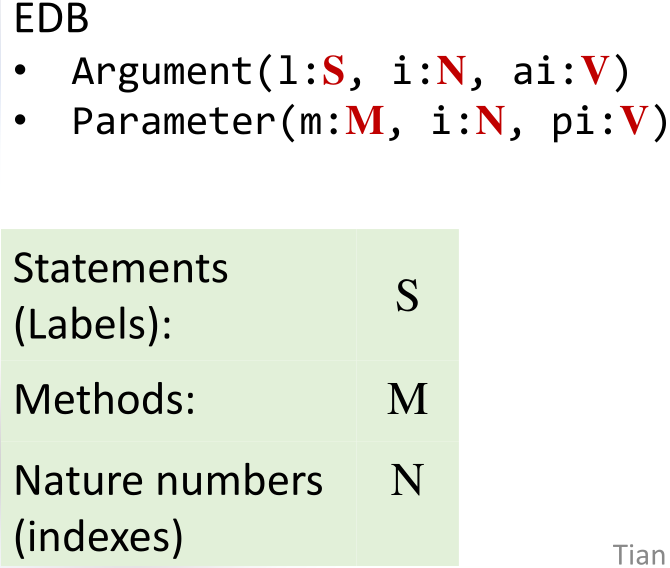 EDB
• Argument(l:S, i:N, ai:V)
• Parameter(m:M, i:N, pi:V)
Statements
(Labels):
S
Methods:
M
Nature numbers
(indexes)
N
Tian